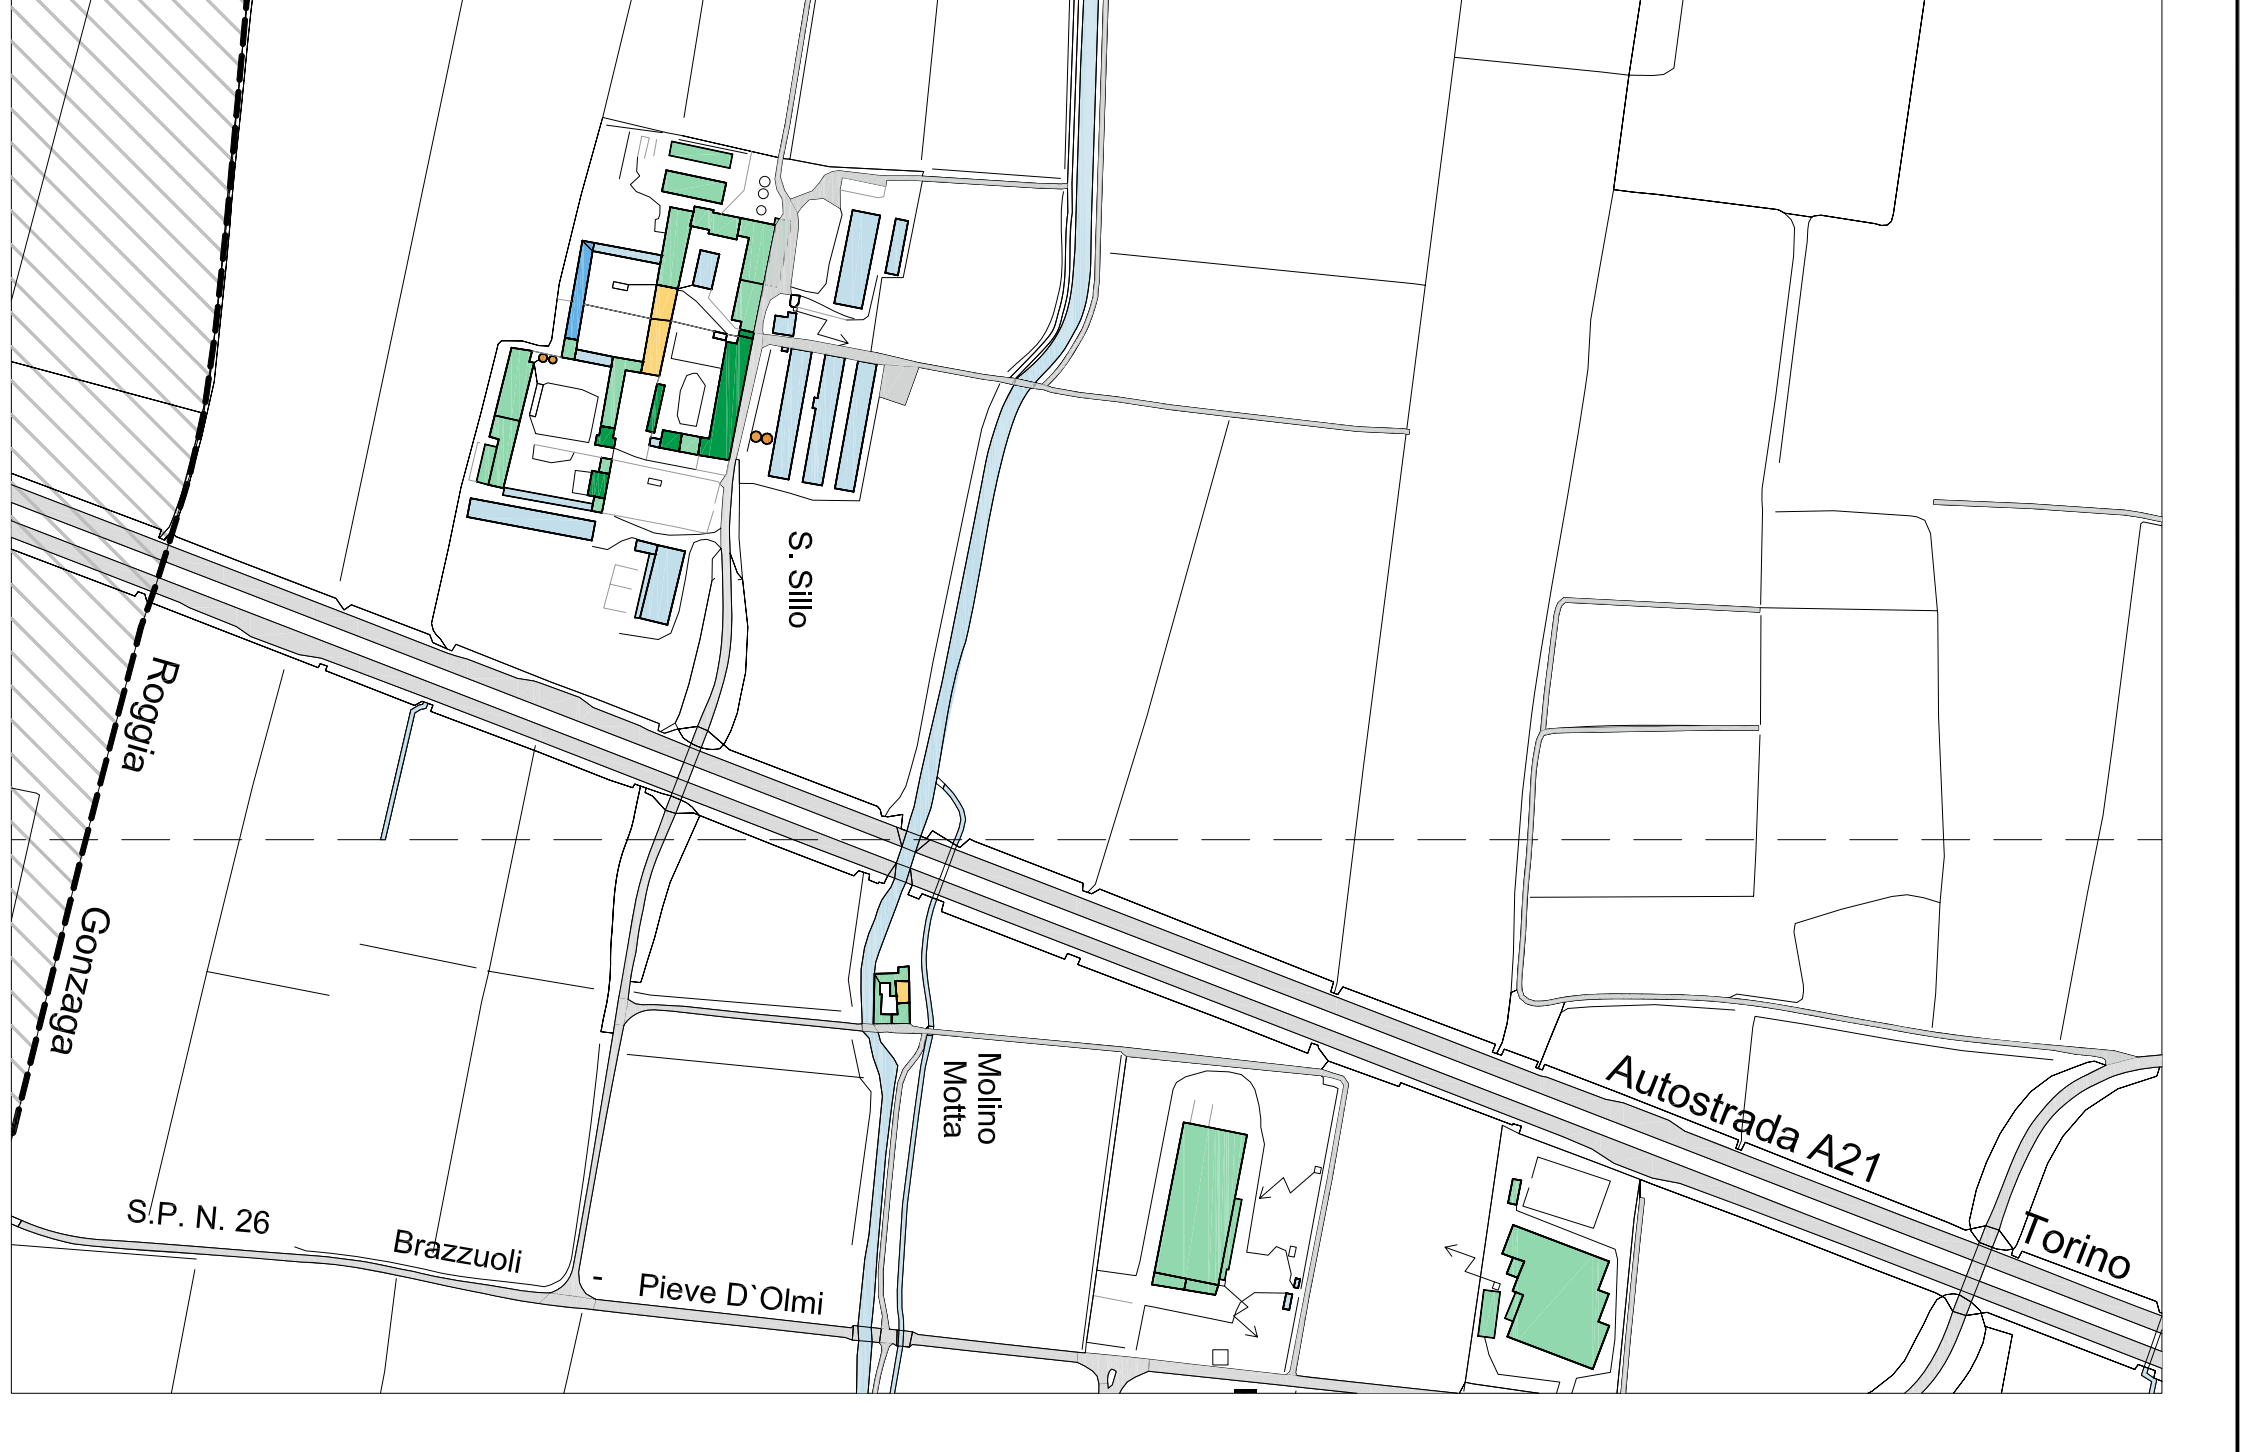 S. Sillo
Roggia
Gonzaga
Molino
Motta
Autostrada A21
Torino
S.P. N. 26
Brazzuoli
-
Pieve D`Olmi